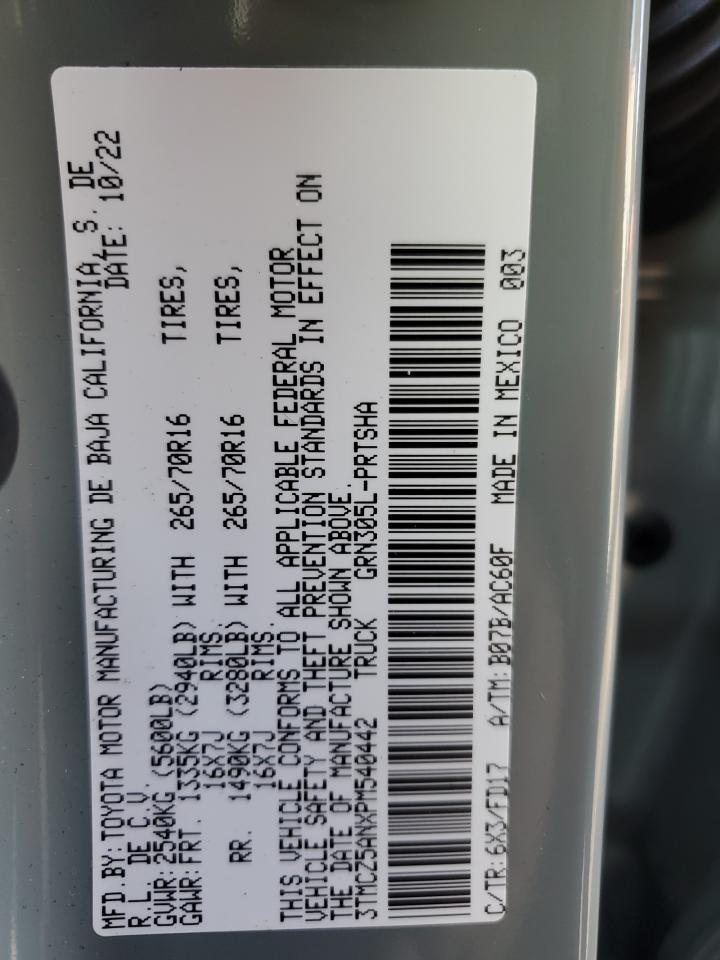 MFD.BY:TOYOTA MOTOR MANUFACTURING DE BAJA CALIFORNIA, S. DE
R.L. DE C.V. DATE: 10/22
GVWR:2540KG (5600LB)
GAWR:FRT. 1335KG (2940LB) WITH 265/70R16 TIRES,
16X7J RIMS.
RR. 1490KG (3280LB) WITH 265/70R16 TIRES,
16X7J RIMS.
THIS VEHICLE CONFORMS TO ALL APPLICABLE FEDERAL MOTOR
VEHICLE SAFETY AND THEFT PREVENTION STANDARDS IN EFFECT ON
THE DATE OF MANUFACTURE SHOWN ABOVE.
3TMCZ5ANXPM540442 TRUCK GRN305L-PRTSHA
C/TR:6X3/FD17 A/TM:B07B/AC60F MADE IN MEXICO 003